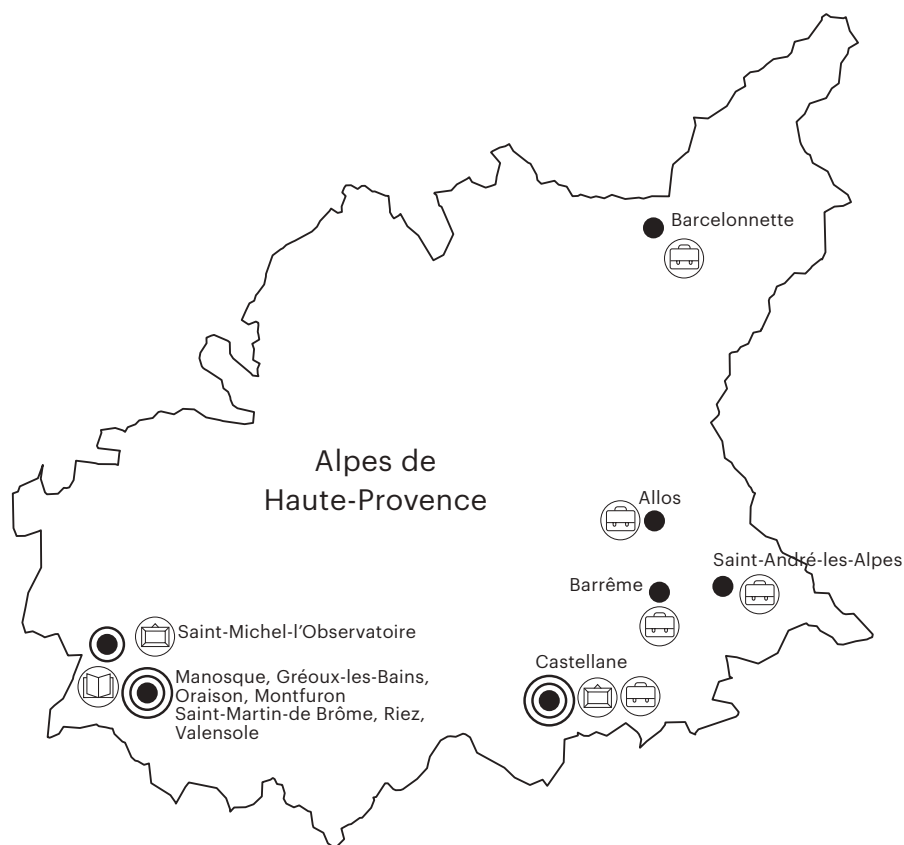 Barcelonnette
Alpes de
Haute-Provence
Allos
Saint-André-les-Alpes
Barrême
Saint-Michel-l’Observatoire
Castellane
Manosque, Gréoux-les-Bains,
Oraison, Montfuron
Saint-Martin-de Brôme, Riez,
Valensole